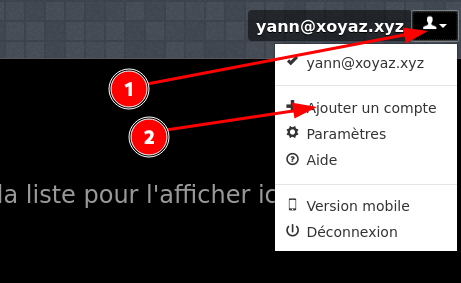 yann@xoyaz.xyz
yann@xoyaz.xyz
1
Ajouter un compte
2
Paramètres
Aide
la liste pour l'afficher ic
Version mobile
Déconnexion